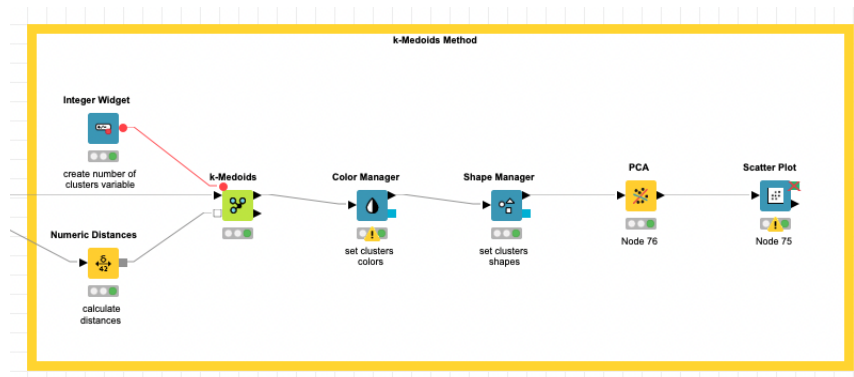 k-Medoids Method
Integer Widget
create number of
clusters variable
k-Medoids
Color Manager
set clusters
colors
Shape Manager
set clusters
shapes
PCA
Node 76
Scatter Plot
Node 75
Numeric Distances
δ
42
calculate
distances